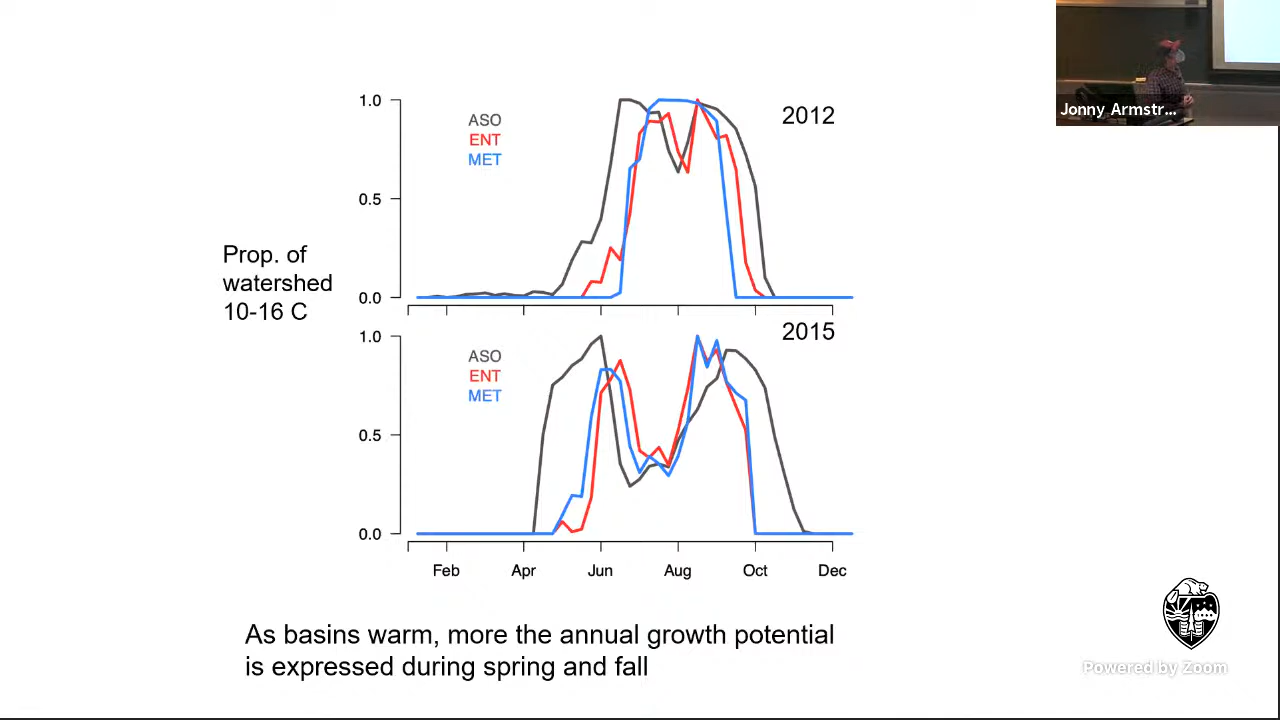 Jonny Armstr...
1.0
0.5
0.0
ASO
ENT
MET
2012
Prop. of
watershed
10-16 C
1.0
0.5
0.0
ASO
ENT
MET
2015
Feb Apr Jun Aug Oct Dec
As basins warm, more the annual growth potential
is expressed during spring and fall
Powered by Zoom